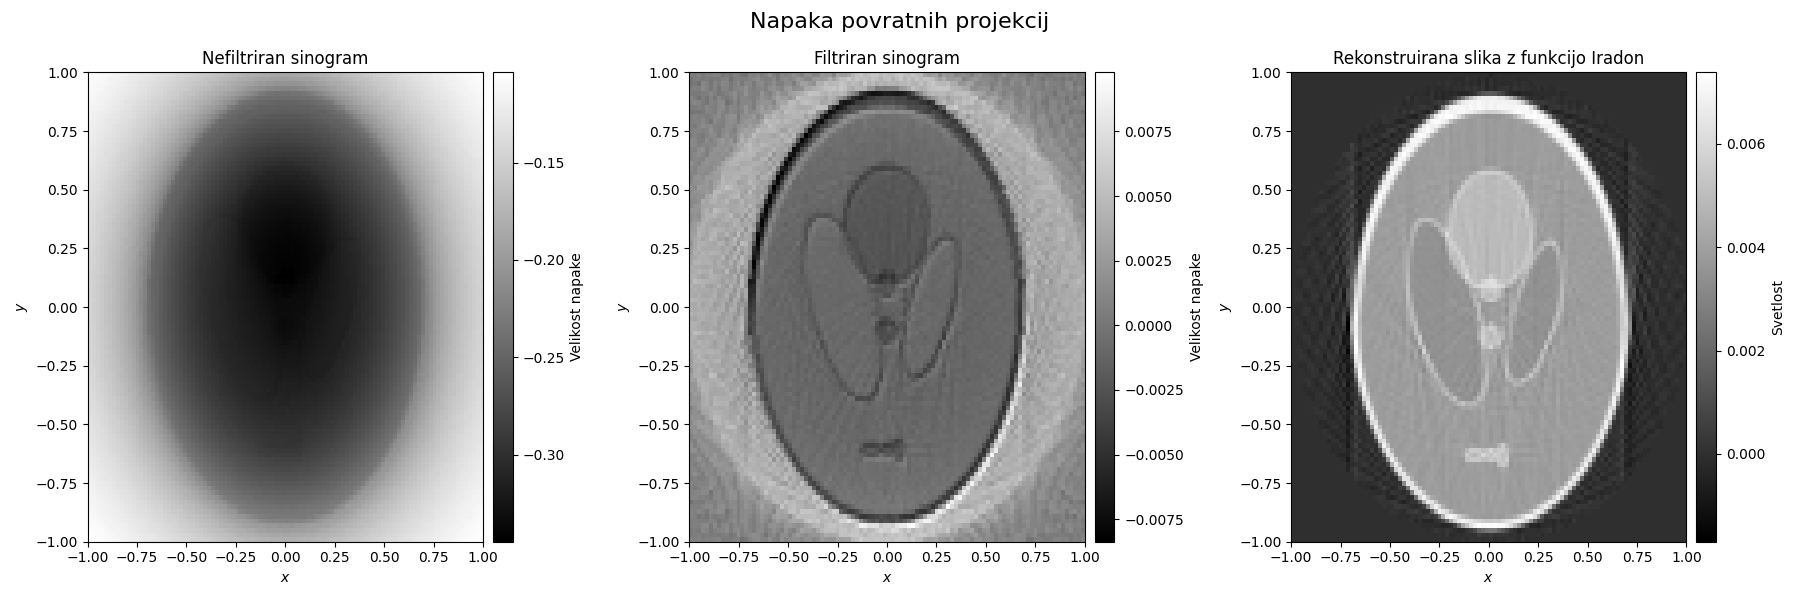 Napaka povratnih projekcij
Nefiltriran sinogram
1.00
0.75
0.50
0.25
0.00
−0.25
−0.50
−0.75
−1.00
y
−1.00 −0.75 −0.50 −0.25 0.00 0.25 0.50 0.75 1.00
x
−0.15
−0.20
−0.25
−0.30
Velikost napake
Filtriran sinogram
1.00
0.75
0.50
0.25
0.00
−0.25
−0.50
−0.75
−1.00
y
−1.00 −0.75 −0.50 −0.25 0.00 0.25 0.50 0.75 1.00
x
0.0075
0.0050
0.0025
0.0000
−0.0025
−0.0050
−0.0075
Velikost napake
Rekonstruirana slika z funkcijo Iradon
1.00
0.75
0.50
0.25
0.00
−0.25
−0.50
−0.75
−1.00
y
−1.00 −0.75 −0.50 −0.25 0.00 0.25 0.50 0.75 1.00
x
0.006
0.004
0.002
0.000
Svetlost